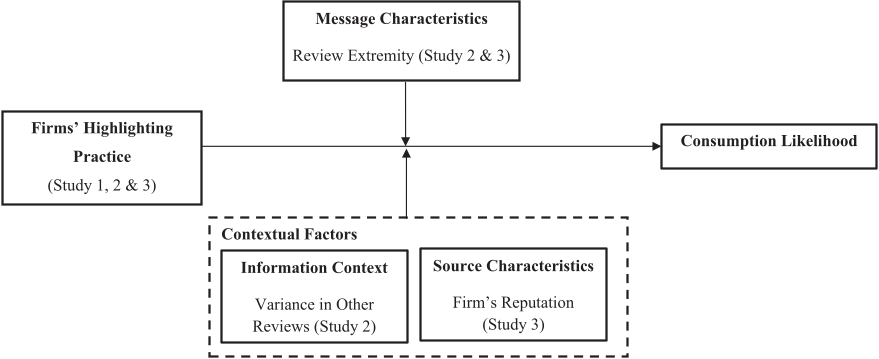 Message Characteristics
Review Extremity (Study 2 & 3)
Firms’ Highlighting
Practice
(Study 1, 2 & 3)
Consumption Likelihood
Contextual Factors
Information Context
Variance in Other
Reviews (Study 2)
Source Characteristics
Firm’s Reputation
(Study 3)